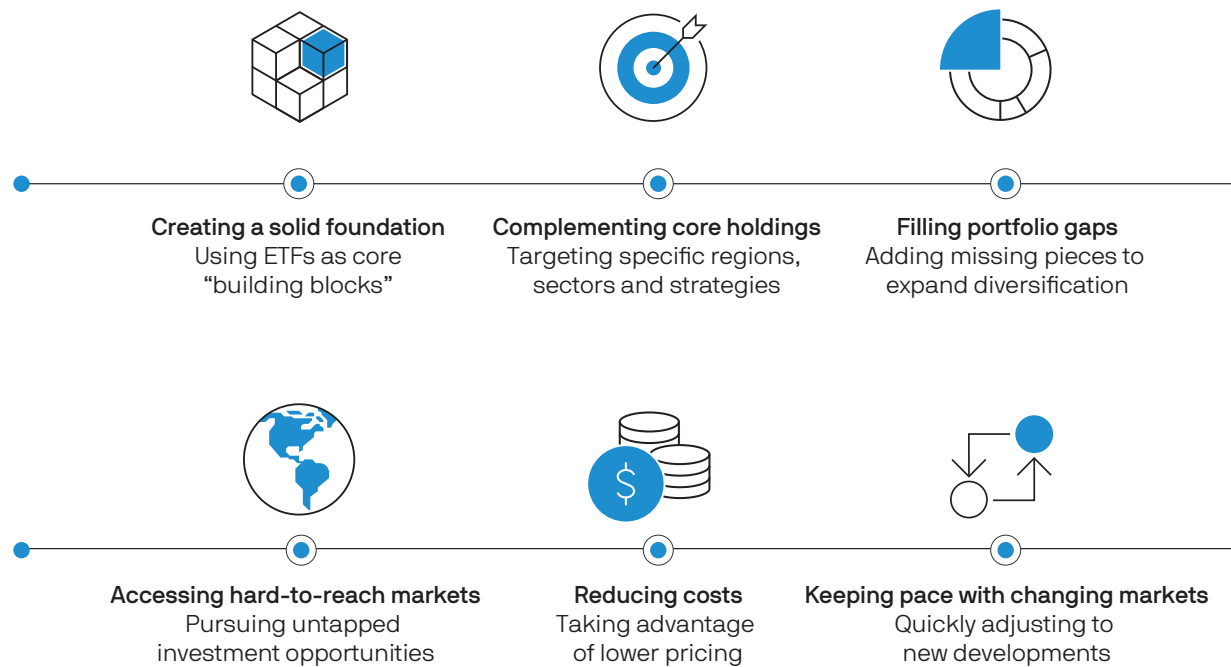 Creating a solid foundation
Using ETFs as core
“building blocks”
Complementing core holdings
Targeting specific regions,
sectors and strategies
Filling portfolio gaps
Adding missing pieces to
expand diversification
Accessing hard-to-reach markets
Pursuing untapped
investment opportunities
$
Reducing costs
Taking advantage
of lower pricing
Keeping pace with changing markets
Quickly adjusting to
new developments